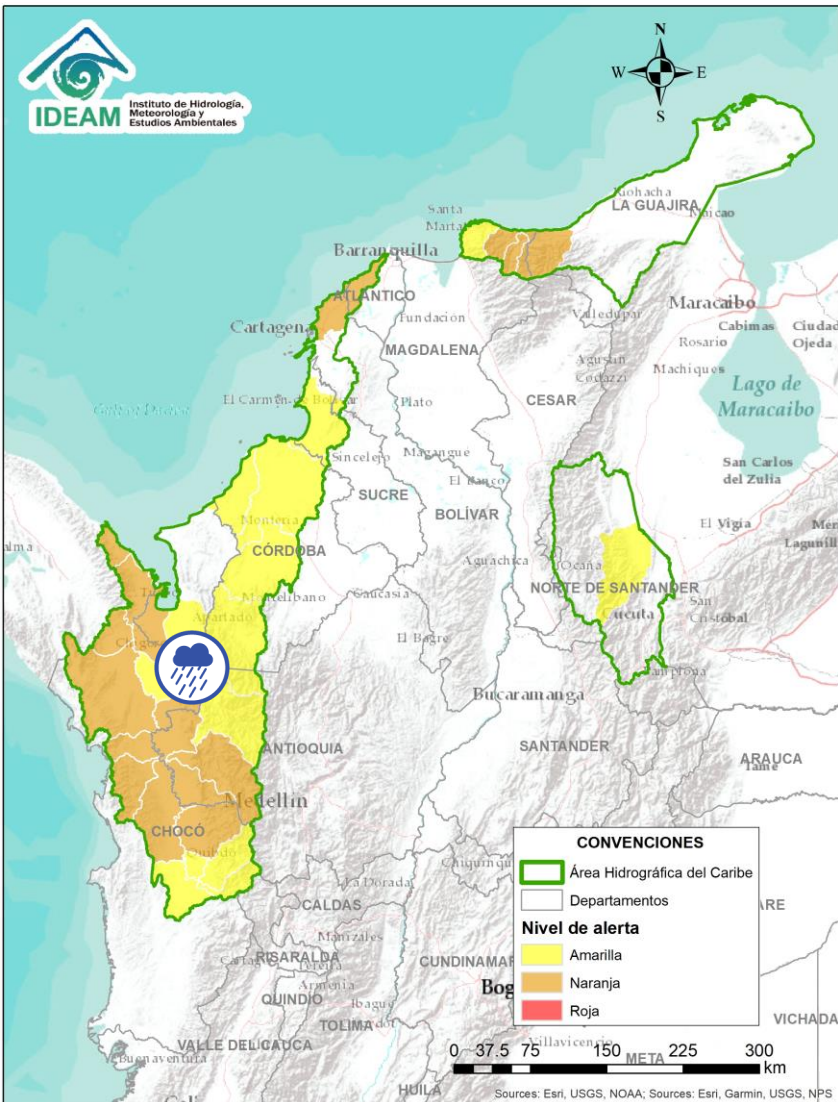 IDEAM
Instituto de Hidrología,
Meteorología y
Estudios Ambientales
N
W
E
S
Riohacha
LA GUAJIRA
Maicao
Santa
Marta
Barranquilla
ATLÁNTICO
Maracaibo
Cartagena
Fundación
Valledupar
Cabimas
Ciudad
Ojeda
Rosario
MAGDALENA
Machiques
Agustín
Codazzi
Lago de
Maracaibo
El Carmen de Bolívar
Plato
CESAR
Sincelejo
Magangué
San Carlos
del Zulia
SUCRE
El Banco
BOLÍVAR
El Vigía
Montería
CÓRDOBA
Aguachica
Ocaña
NORTE DE SANTANDER
Montelibano
Caucasia
Apartado
Cúcuta
San
Cristóbal
El Bagre
Pamplona
Bucaramanga
ANTIOQUIA
SANTANDER
ARAUCA
Tame
Medellín
CHOCÓ
Quibdó
La Dorada
CALDAS
Manizales
RISARALDA
Pereira
Armenia
CUNDINAMAR
QUINDÍO
Ibagué
Bog
TOLIMA
VALLE DEL CAUCA
Buenaventura
Villavicencio
META
VICHADA
HUILA
CONVENCIONES
Área Hidrográfica del Caribe
Departamentos
Nivel de alerta
Amarilla
Naranja
Roja
0 37.5 75 150 225 300
km
Sources: Esri, USGS, NOAA; Sources: Esri, Garmin, USGS, NPS